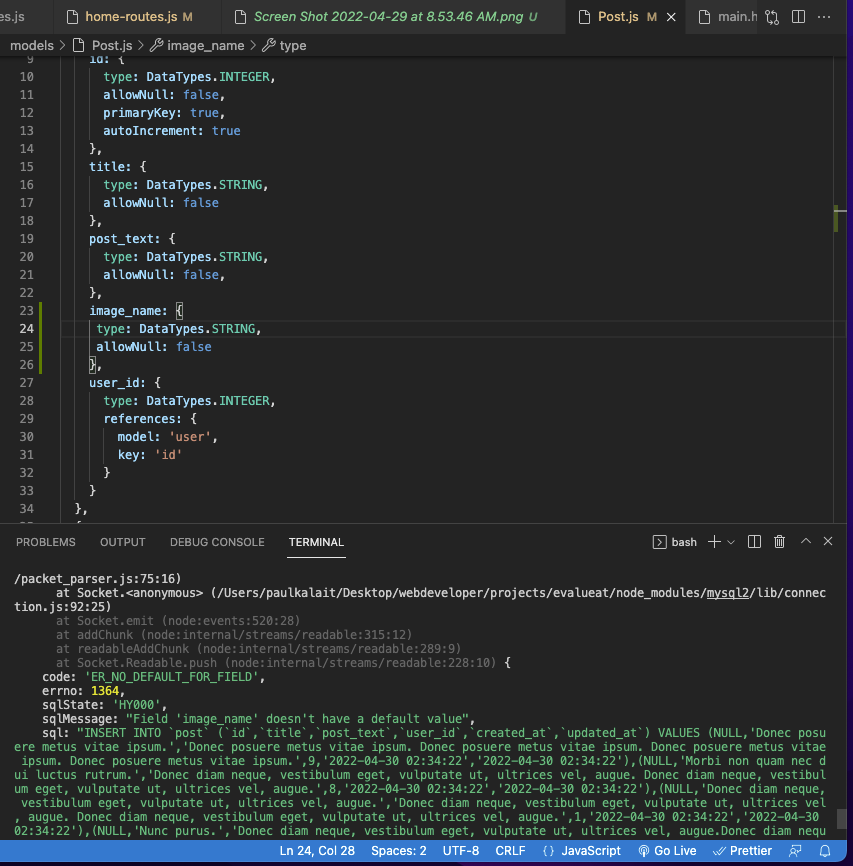 es.js home-routes.js M Screen Shot 2022-04-29 at 8.53.46 AM.png U Post.js M main.h ···
models > Post.js > image_name > type
9 id: {
10 type: DataTypes.INTEGER,
11 allowNull: false,
12 primaryKey: true,
13 autoIncrement: true
14 },
15 title: {
16 type: DataTypes.STRING,
17 allowNull: false
18 },
19 post_text: {
20 type: DataTypes.STRING,
21 allowNull: false,
22 },
23 image_name: {
24 type: DataTypes.STRING,
25 allowNull: false
26 },
27 user_id: {
28 type: DataTypes.INTEGER,
29 references: {
30 model: 'user',
31 key: 'id'
32 }
33 }
34 },
PROBLEMS OUTPUT DEBUG CONSOLE TERMINAL bash
/packet_parser.js:75:16)
at Socket.<anonymous> (/Users/paulkalait/Desktop/webdeveloper/projects/evalueat/node_modules/mysql2/lib/connec
tion.js:92:25)
at Socket.emit (node:events:520:28)
at addChunk (node:internal/streams/readable:315:12)
at readableAddChunk (node:internal/streams/readable:289:9)
at Socket.Readable.push (node:internal/streams/readable:228:10) {
code: 'ER_NO_DEFAULT_FOR_FIELD',
errno: 1364,
sqlState: 'HY000',
sqlMessage: "Field 'image_name' doesn't have a default value",
sql: "INSERT INTO `post` (`id`,`title`,`post_text`,`user_id`,`created_at`,`updated_at`) VALUES (NULL,'Donec posu
ere metus vitae ipsum.','Donec posuere metus vitae ipsum. Donec posuere metus vitae ipsum. Donec posuere metus vitae
ipsum. Donec posuere metus vitae ipsum.',9,'2022-04-30 02:34:22','2022-04-30 02:34:22'),(NULL,'Morbi non quam nec d
ui luctus rutrum.','Donec diam neque, vestibulum eget, vulputate ut, ultrices vel, augue. Donec diam neque, vestibul
um eget, vulputate ut, ultrices vel, augue.',8,'2022-04-30 02:34:22','2022-04-30 02:34:22'),(NULL,'Donec diam neque,
vestibulum eget, vulputate ut, ultrices vel, augue.','Donec diam neque, vestibulum eget, vulputate ut, ultrices vel
, augue. Donec diam neque, vestibulum eget, vulputate ut, ultrices vel, augue.',1,'2022-04-30 02:34:22','2022-04-30
02:34:22'),(NULL,'Nunc purus.','Donec diam neque, vestibulum eget, vulputate ut, ultrices vel, augue.Donec diam nequ
Ln 24, Col 28 Spaces: 2 UTF-8 CRLF {} JavaScript Go Live Prettier